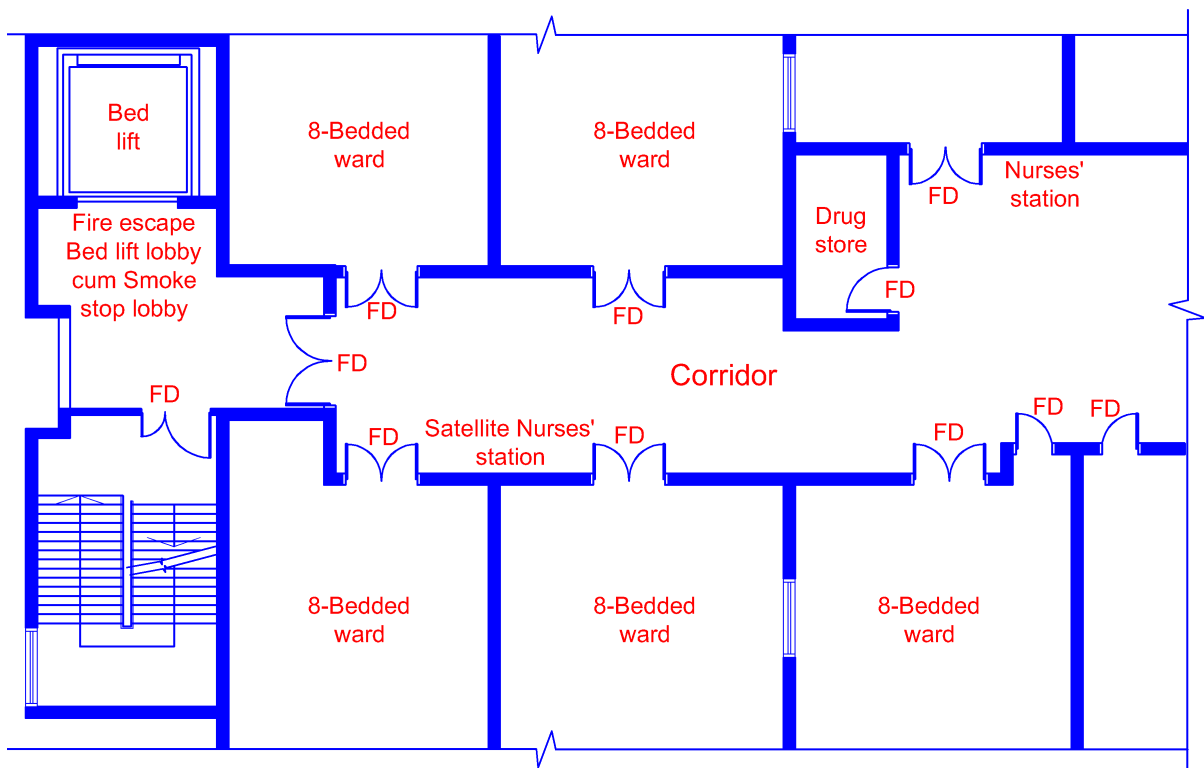 Bed
lift
8-Bedded
ward
8-Bedded
ward
Nurses'
station
FD
Drug
store
Fire escape
Bed lift lobby
cum Smoke
stop lobby
FD
FD
FD
FD
Corridor
FD
FD
Satellite Nurses'
station
FD
FD
FD
FD
FD
8-Bedded
ward
8-Bedded
ward
8-Bedded
ward